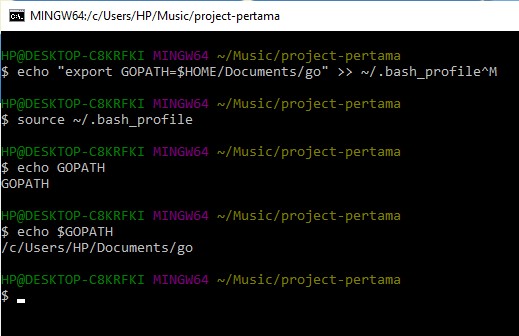 MINGW64:/c/Users/HP/Music/project-pertama
HP@DESKTOP-C8KRFKI MINGW64 ~/Music/project-pertama
$ echo "export GOPATH=$HOME/Documents/go" >> ~/.bash_profile^M
HP@DESKTOP-C8KRFKI MINGW64 ~/Music/project-pertama
$ source ~/.bash_profile
HP@DESKTOP-C8KRFKI MINGW64 ~/Music/project-pertama
$ echo GOPATH
GOPATH
HP@DESKTOP-C8KRFKI MINGW64 ~/Music/project-pertama
$ echo $GOPATH
/c/Users/HP/Documents/go
HP@DESKTOP-C8KRFKI MINGW64 ~/Music/project-pertama
$